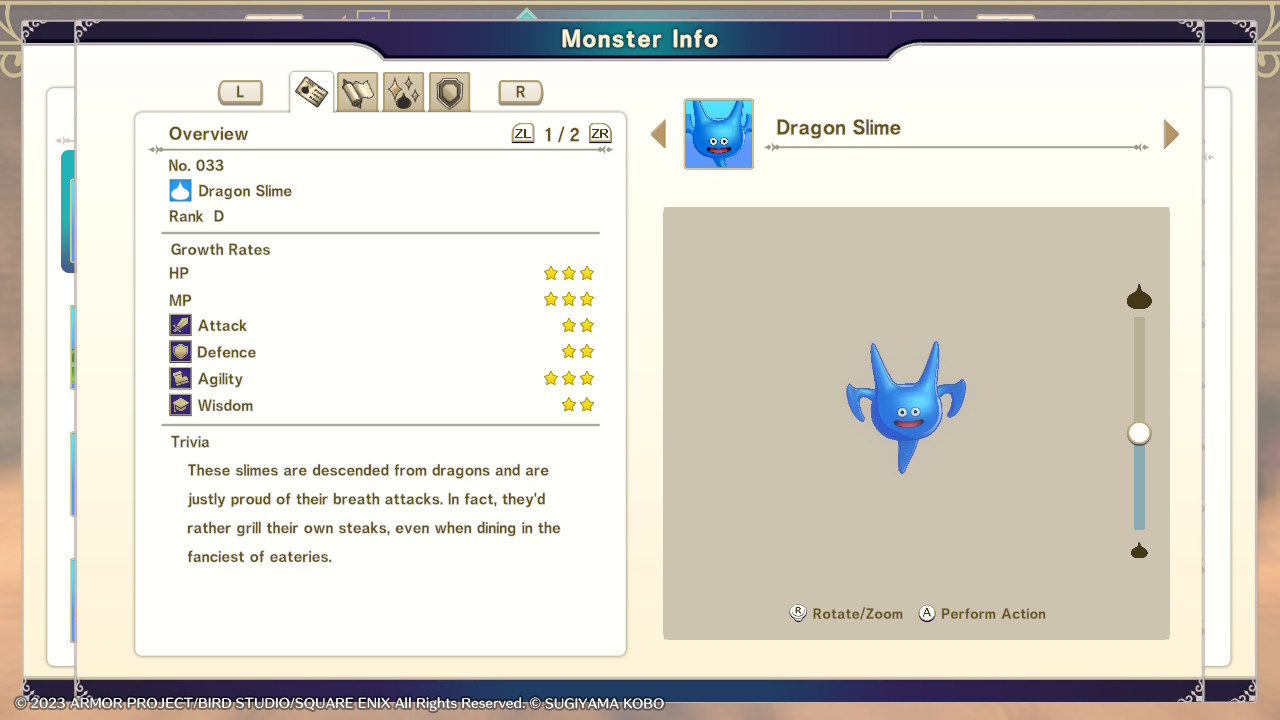 Monster Info
L
R
Overview
ZL 1 / 2 ZR
No. 033
Dragon Slime
Rank D
Growth Rates
HP
MP
Attack
Defence
Agility
Wisdom
Trivia
These slimes are descended from dragons and are
justly proud of their breath attacks. In fact, they'd
rather grill their own steaks, even when dining in the
fanciest of eateries.
Dragon Slime
R Rotate/Zoom A Perform Action
© 2023 ARMOR PROJECT/BIRD STUDIO/SQUARE ENIX All Rights Reserved. © SUGIYAMA KOBO